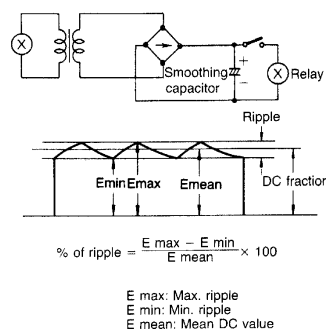 X
Smoothing
capacitor
+
−
X
Relay
Ripple
Emin
Emax
Emean
DC fraction
% of ripple = E max − E min / E mean × 100
E max: Max. ripple
E min: Min. ripple
E mean: Mean DC value